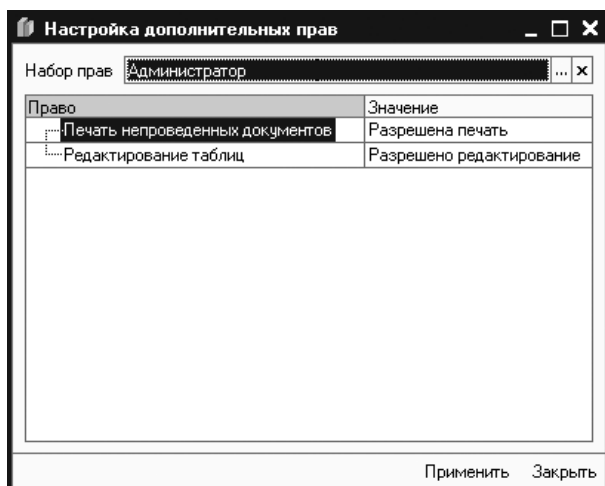 Настройка дополнительных прав
Набор прав Администратор ... x
Право Значение
Печать непроведенных документов Разрешена печать
Редактирование таблиц Разрешено редактирование
Применить Закрыть